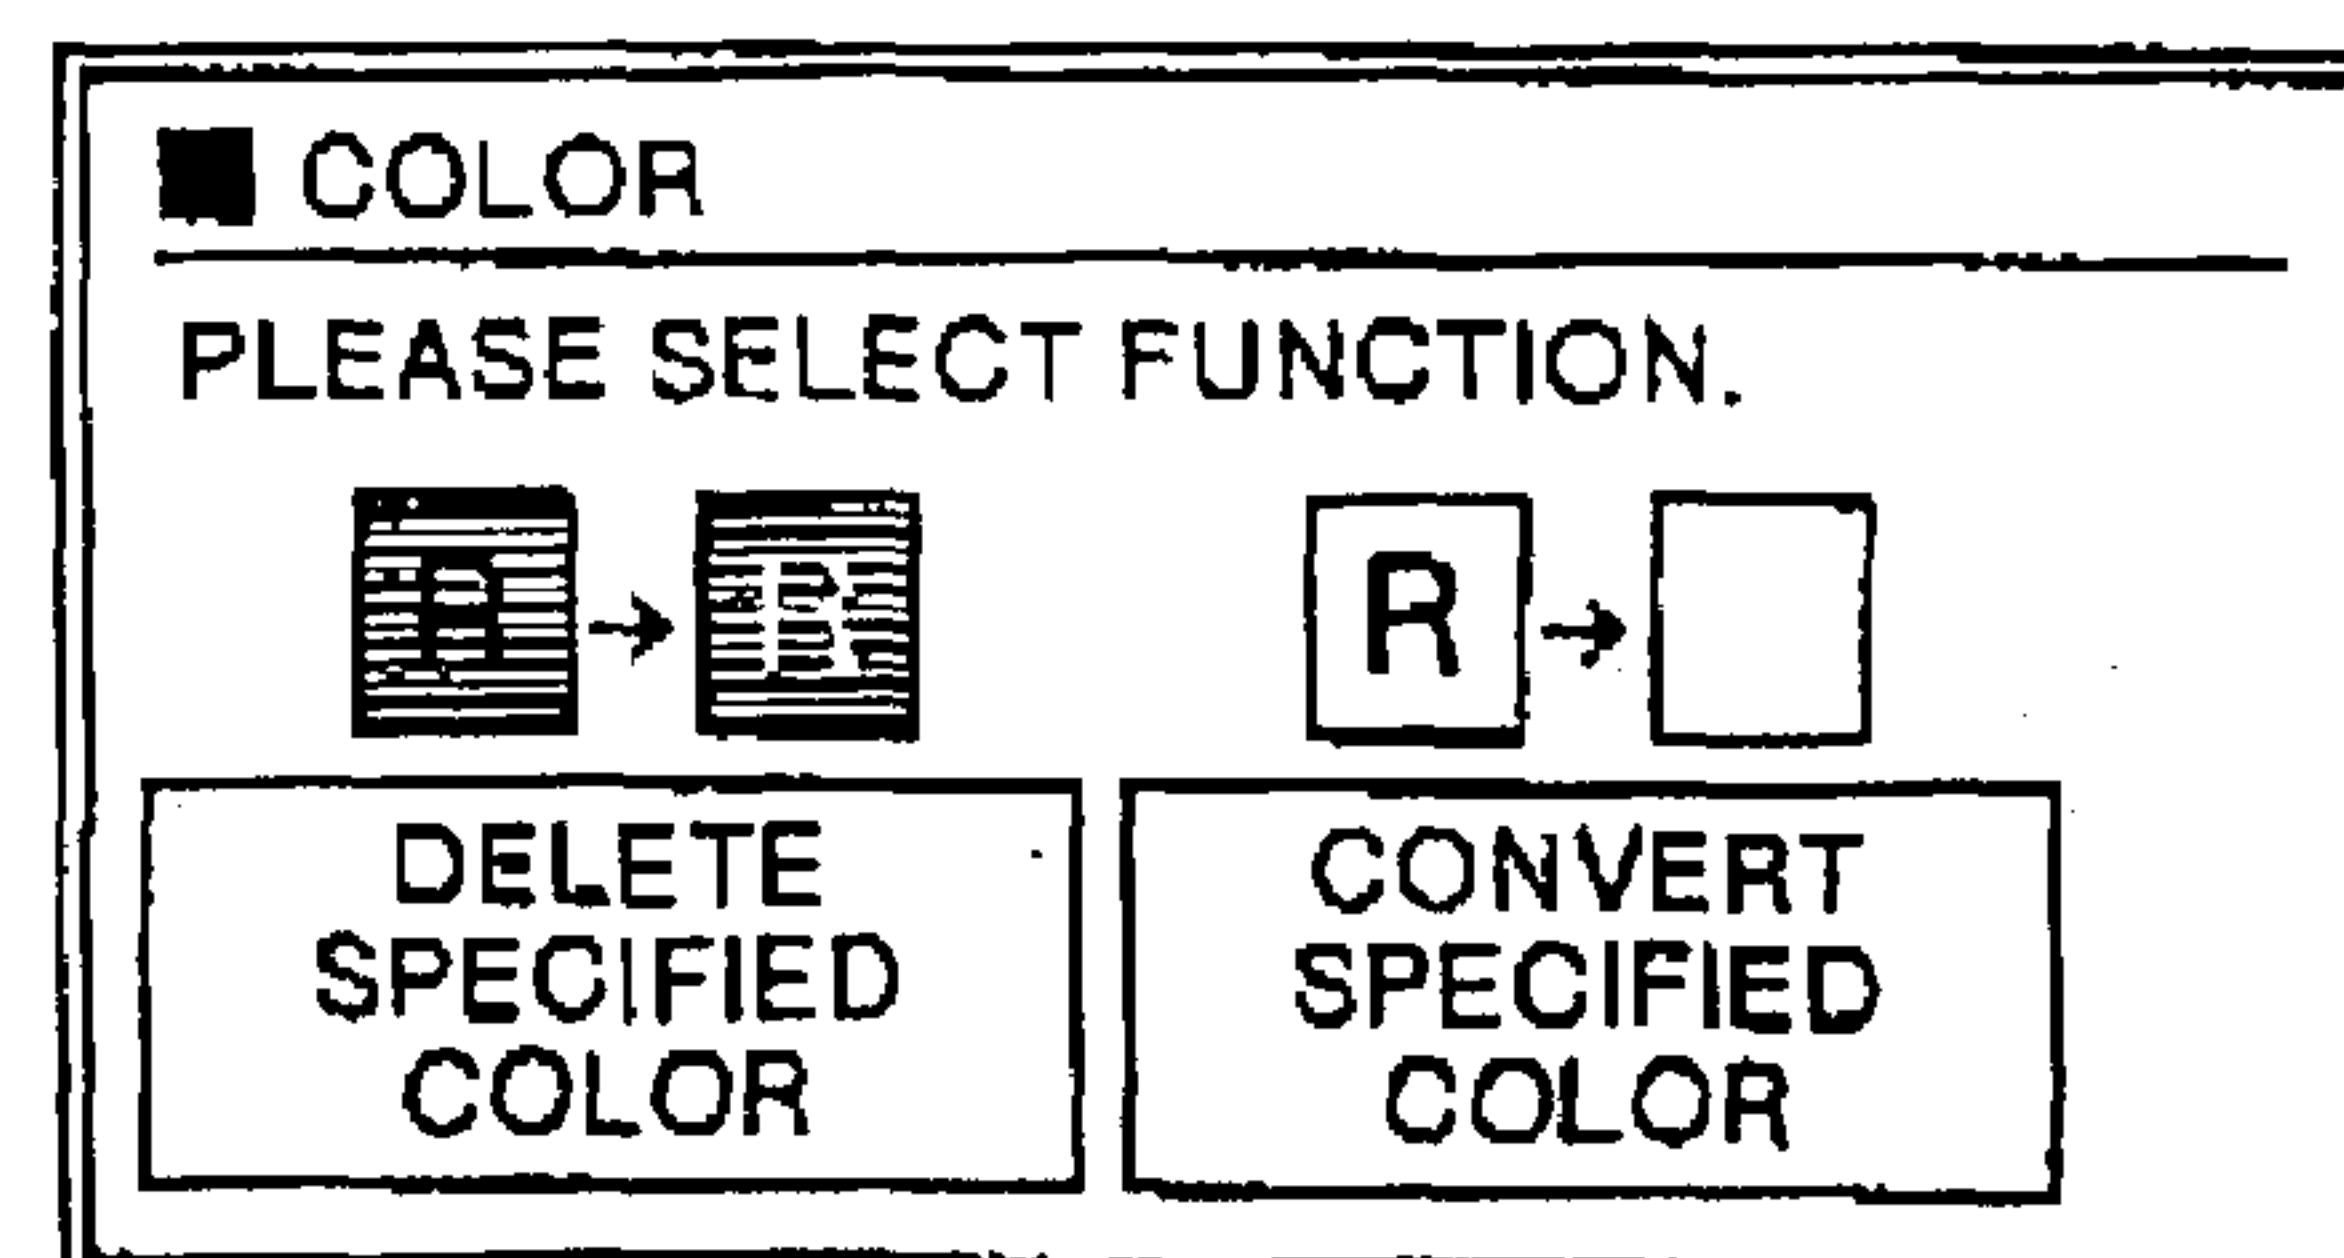 ■ COLOR
PLEASE SELECT FUNCTION.
R → R R →
DELETE
SPECIFIED
COLOR
CONVERT
SPECIFIED
COLOR